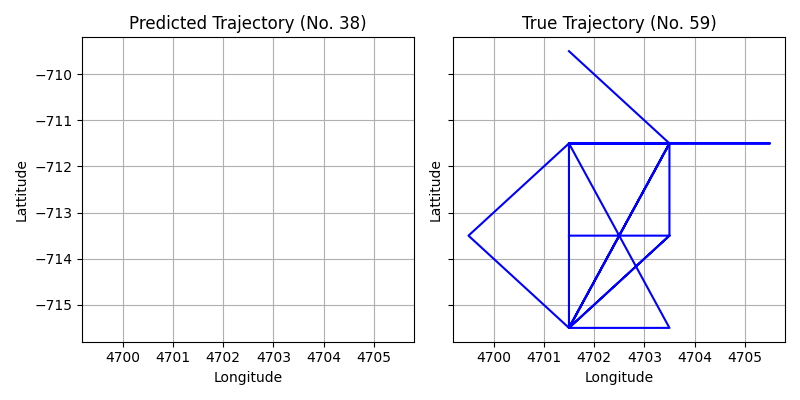 Predicted Trajectory (No. 38)
−710
−711
−712
−713
−714
−715
Lattitude
4700 4701 4702 4703 4704 4705
Longitude
True Trajectory (No. 59)
Lattitude
4700 4701 4702 4703 4704 4705
Longitude